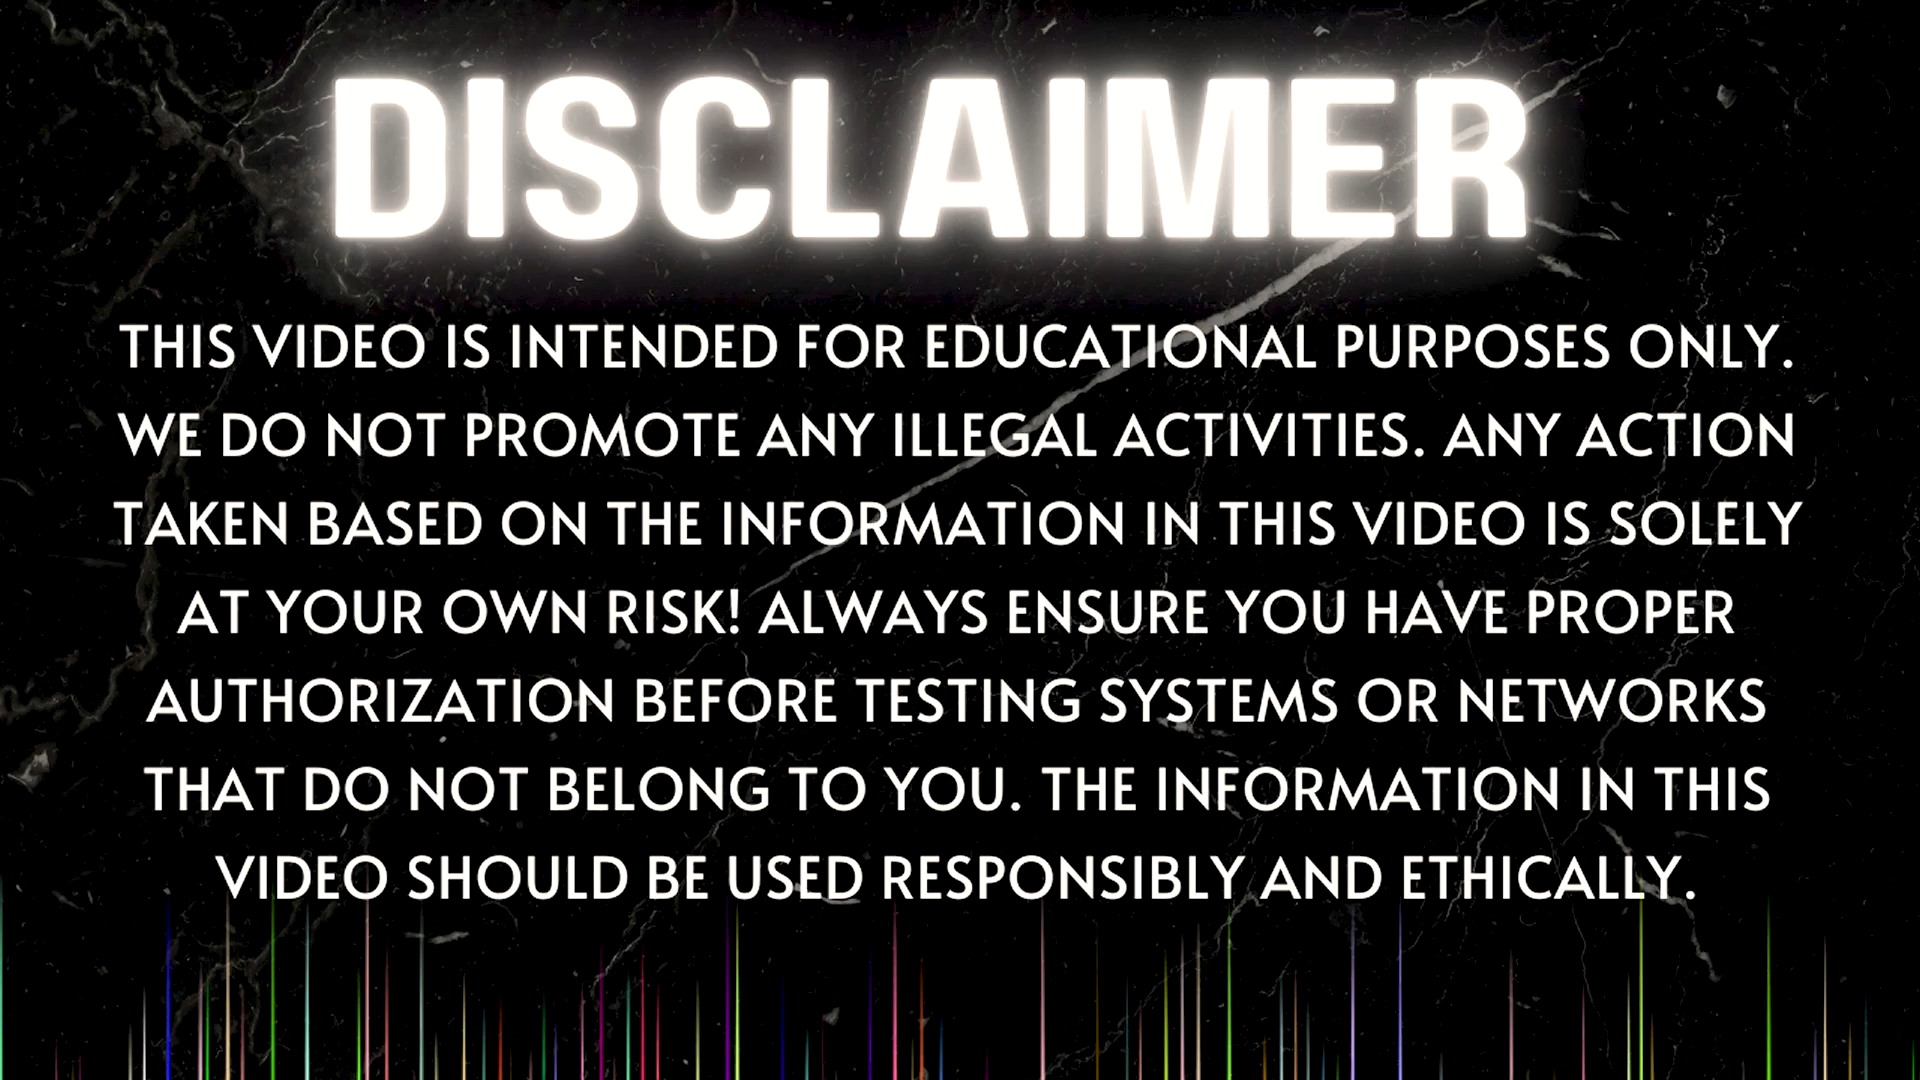 DISCLAIMER
THIS VIDEO IS INTENDED FOR EDUCATIONAL PURPOSES ONLY.
WE DO NOT PROMOTE ANY ILLEGAL ACTIVITIES. ANY ACTION
TAKEN BASED ON THE INFORMATION IN THIS VIDEO IS SOLELY
AT YOUR OWN RISK! ALWAYS ENSURE YOU HAVE PROPER
AUTHORIZATION BEFORE TESTING SYSTEMS OR NETWORKS
THAT DO NOT BELONG TO YOU. THE INFORMATION IN THIS
VIDEO SHOULD BE USED RESPONSIBLY AND ETHICALLY.